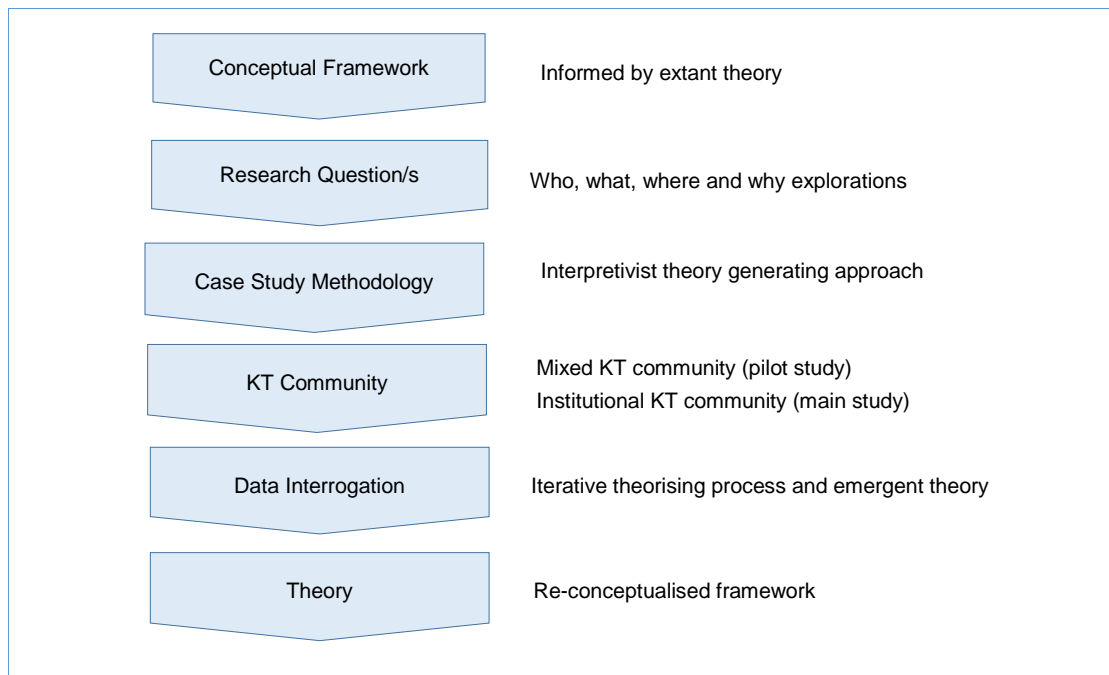 Conceptual Framework
Informed by extant theory
Research Question/s
Who, what, where and why explorations
Case Study Methodology
Interpretivist theory generating approach
KT Community
Mixed KT community (pilot study)
Institutional KT community (main study)
Data Interrogation
Iterative theorising process and emergent theory
Theory
Re-conceptualised framework